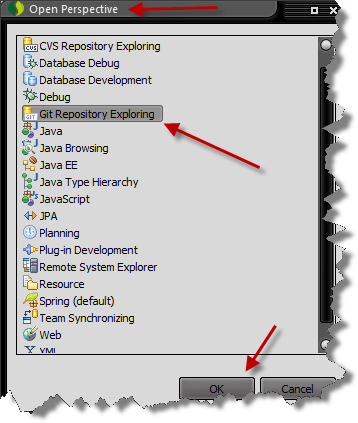 Open Perspective
CVS Repository Exploring
Database Debug
Database Development
Debug
Git Repository Exploring
Java
Java Browsing
Java EE
Java Type Hierarchy
JavaScript
JPA
Planning
Plug-in Development
Remote System Explorer
Resource
Spring (default)
Team Synchronizing
Web
XML
OK
Cancel